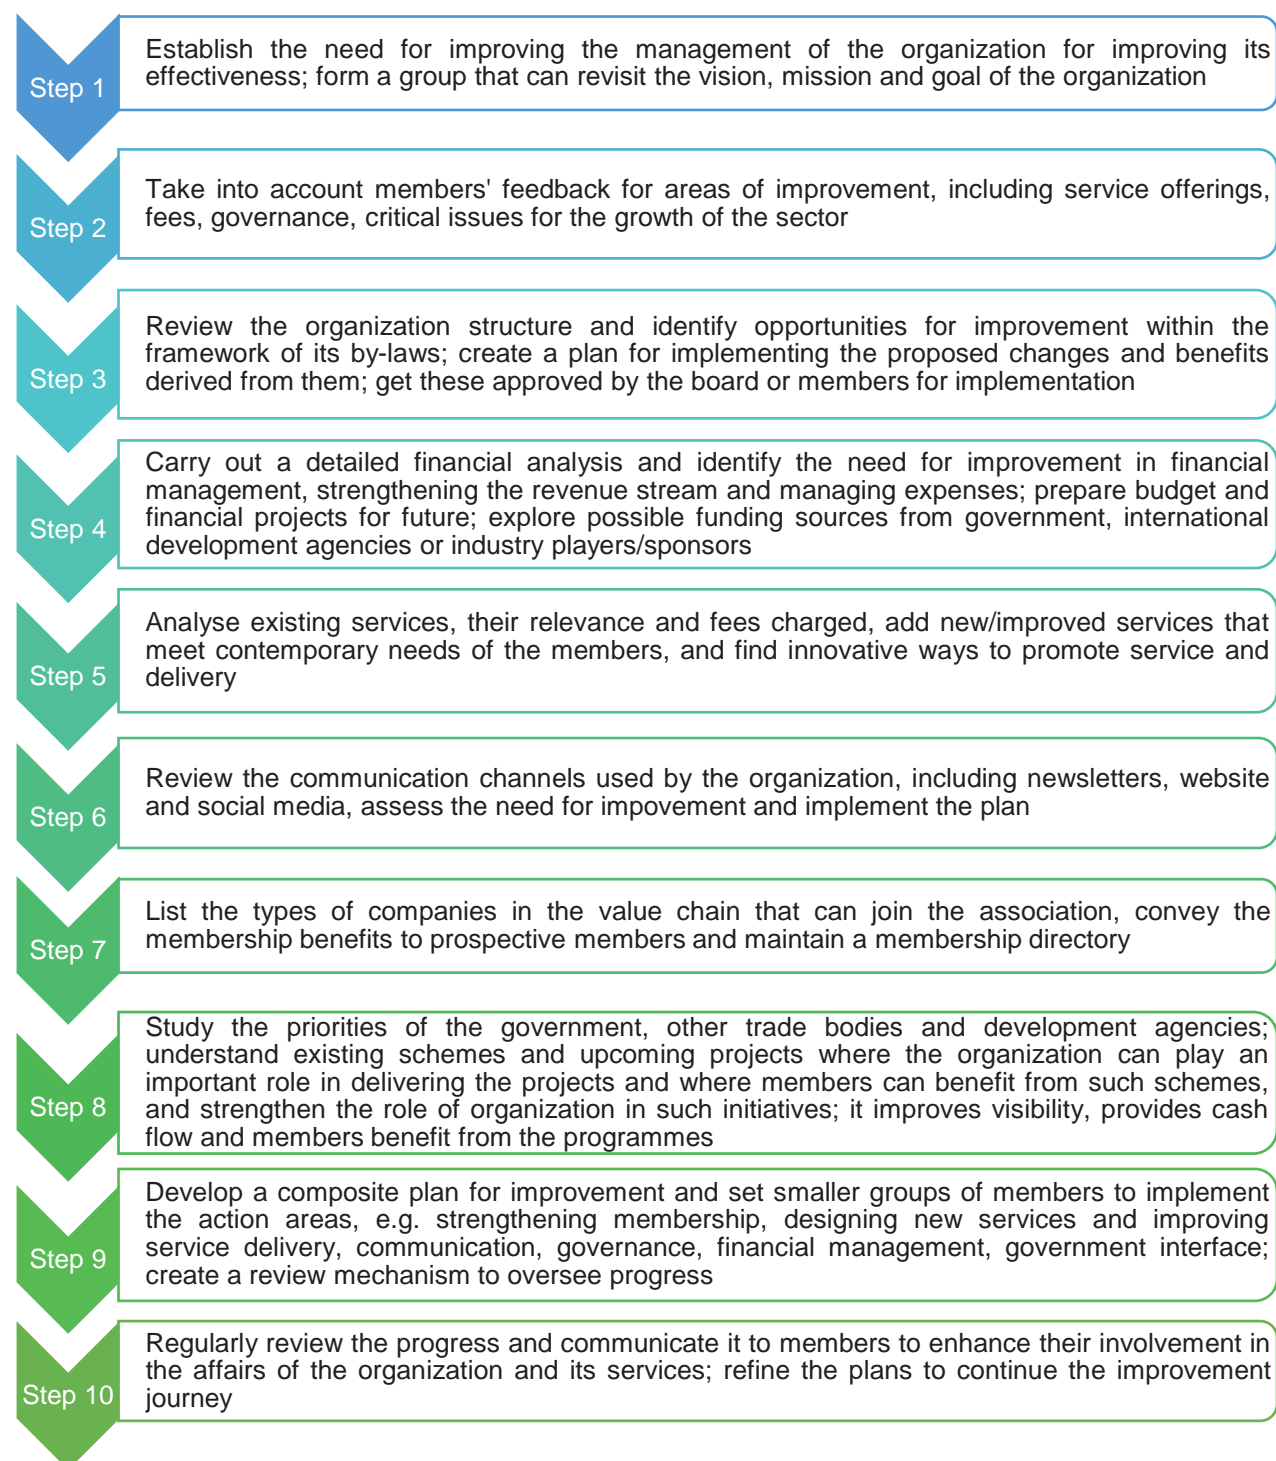 Step 1
Establish the need for improving the management of the organization for improving its
effectiveness; form a group that can revisit the vision, mission and goal of the organization
Step 2
Take into account members' feedback for areas of improvement, including service offerings,
fees, governance, critical issues for the growth of the sector
Step 3
Review the organization structure and identify opportunities for improvement within the
framework of its by-laws; create a plan for implementing the proposed changes and benefits
derived from them; get these approved by the board or members for implementation
Step 4
Carry out a detailed financial analysis and identify the need for improvement in financial
management, strengthening the revenue stream and managing expenses; prepare budget and
financial projects for future; explore possible funding sources from government, international
development agencies or industry players/sponsors
Step 5
Analyse existing services, their relevance and fees charged, add new/improved services that
meet contemporary needs of the members, and find innovative ways to promote service and
delivery
Step 6
Review the communication channels used by the organization, including newsletters, website
and social media, assess the need for impovement and implement the plan
Step 7
List the types of companies in the value chain that can join the association, convey the
membership benefits to prospective members and maintain a membership directory
Step 8
Study the priorities of the government, other trade bodies and development agencies;
understand existing schemes and upcoming projects where the organization can play an
important role in delivering the projects and where members can benefit from such schemes,
and strengthen the role of organization in such initiatives; it improves visibility, provides cash
flow and members benefit from the programmes
Step 9
Develop a composite plan for improvement and set smaller groups of members to implement
the action areas, e.g. strengthening membership, designing new services and improving
service delivery, communication, governance, financial management, government interface;
create a review mechanism to oversee progress
Step 10
Regularly review the progress and communicate it to members to enhance their involvement in
the affairs of the organization and its services; refine the plans to continue the improvement
journey